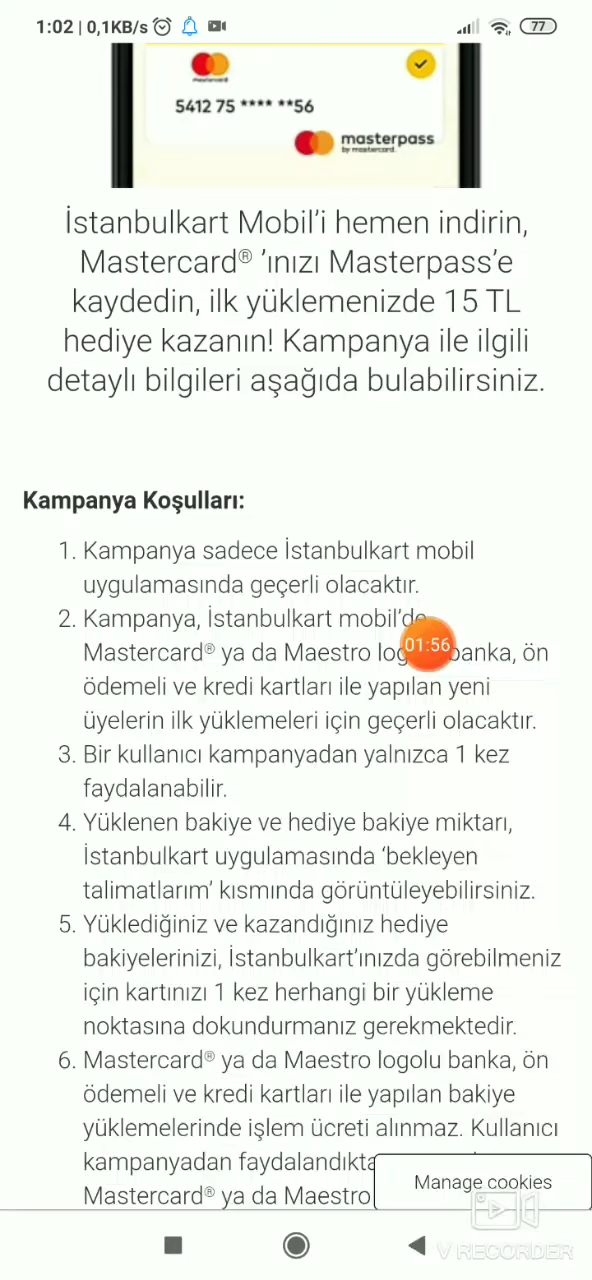 1:02 | 0,1KB/s 77
mastercard
5412 75 **** **56
masterpass
by mastercard.
İstanbulkart Mobil’i hemen indirin,
Mastercard® ’ınızı Masterpass’e
kaydedin, ilk yüklemenizde 15 TL
hediye kazanın! Kampanya ile ilgili
detaylı bilgileri aşağıda bulabilirsiniz.
Kampanya Koşulları:
1. Kampanya sadece İstanbulkart mobil
uygulamasında geçerli olacaktır.
2. Kampanya, İstanbulkart mobil’de
Mastercard® ya da Maestro banka, ön
01:56
ödemeli ve kredi kartları ile yapılan yeni
üyelerin ilk yüklemeleri için geçerli olacaktır.
3. Bir kullanıcı kampanyadan yalnızca 1 kez
faydalanabilir.
4. Yüklenen bakiye ve hediye bakiye miktarı,
İstanbulkart uygulamasında ‘bekleyen
talimatlarım’ kısmında görüntüleyebilirsiniz.
5. Yüklediğiniz ve kazandığınız hediye
bakiyelerinizi, İstanbulkart’ınızda görebilmeniz
için kartınızı 1 kez herhangi bir yükleme
noktasına dokundurmanız gerekmektedir.
6. Mastercard® ya da Maestro logolu banka, ön
ödemeli ve kredi kartları ile yapılan bakiye
yüklemelerinde işlem ücreti alınmaz. Kullanıcı
kampanyadan
Mastercard® ya da Maestro
Manage cookies
V RECORDER